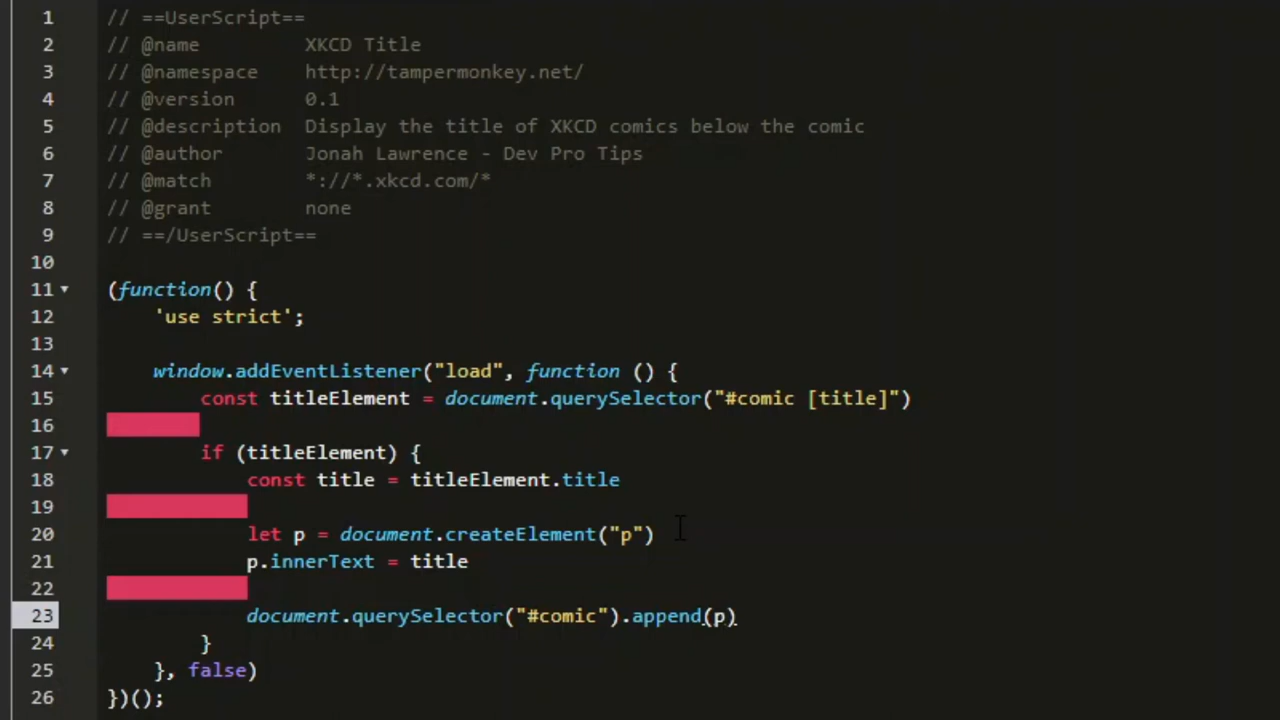 1 // ==UserScript==
2 // @name XKCD Title
3 // @namespace http://tampermonkey.net/
4 // @version 0.1
5 // @description Display the title of XKCD comics below the comic
6 // @author Jonah Lawrence - Dev Pro Tips
7 // @match *://*.xkcd.com/*
8 // @grant none
9 // ==/UserScript==
10
11 (function() {
12 'use strict';
13
14 window.addEventListener("load", function () {
15 const titleElement = document.querySelector("#comic [title]")
16
17 if (titleElement) {
18 const title = titleElement.title
19
20 let p = document.createElement("p")
21 p.innerText = title
22
23 document.querySelector("#comic").append(p)
24 }
25 }, false)
26 })();